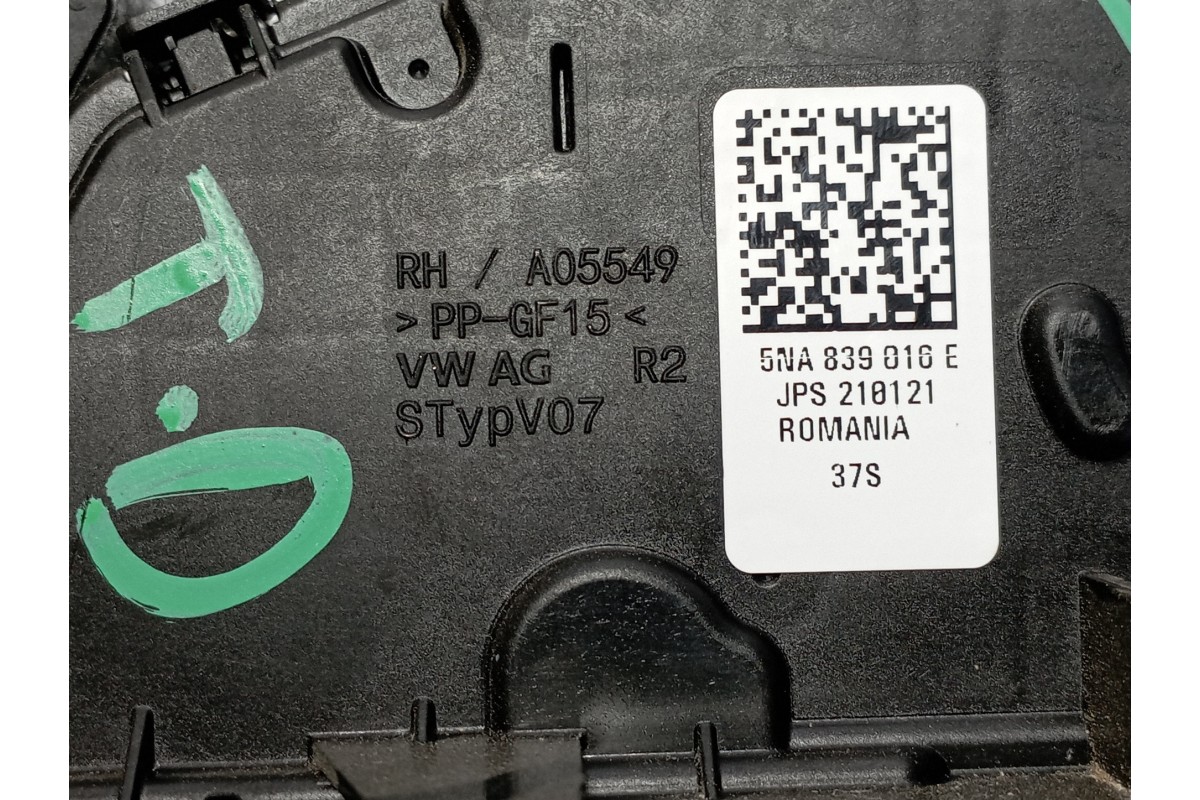 RH / A05549
>PP-GF15<
VW AG R2
STypV07
5NA 839 016 E
JPS 210121
ROMANIA
37S
T.D